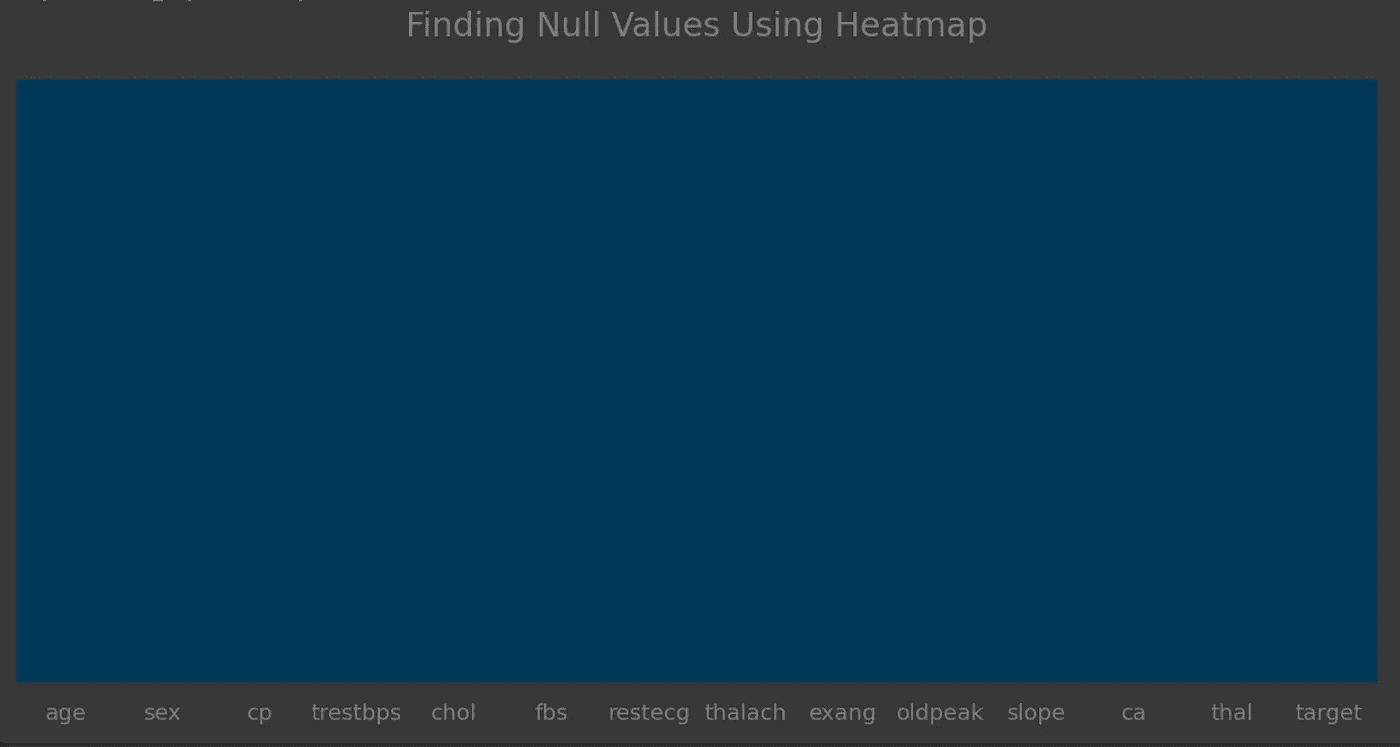 Finding Null Values Using Heatmap
age sex cp trestbps chol fbs restecg thalach exang oldpeak slope ca thal target